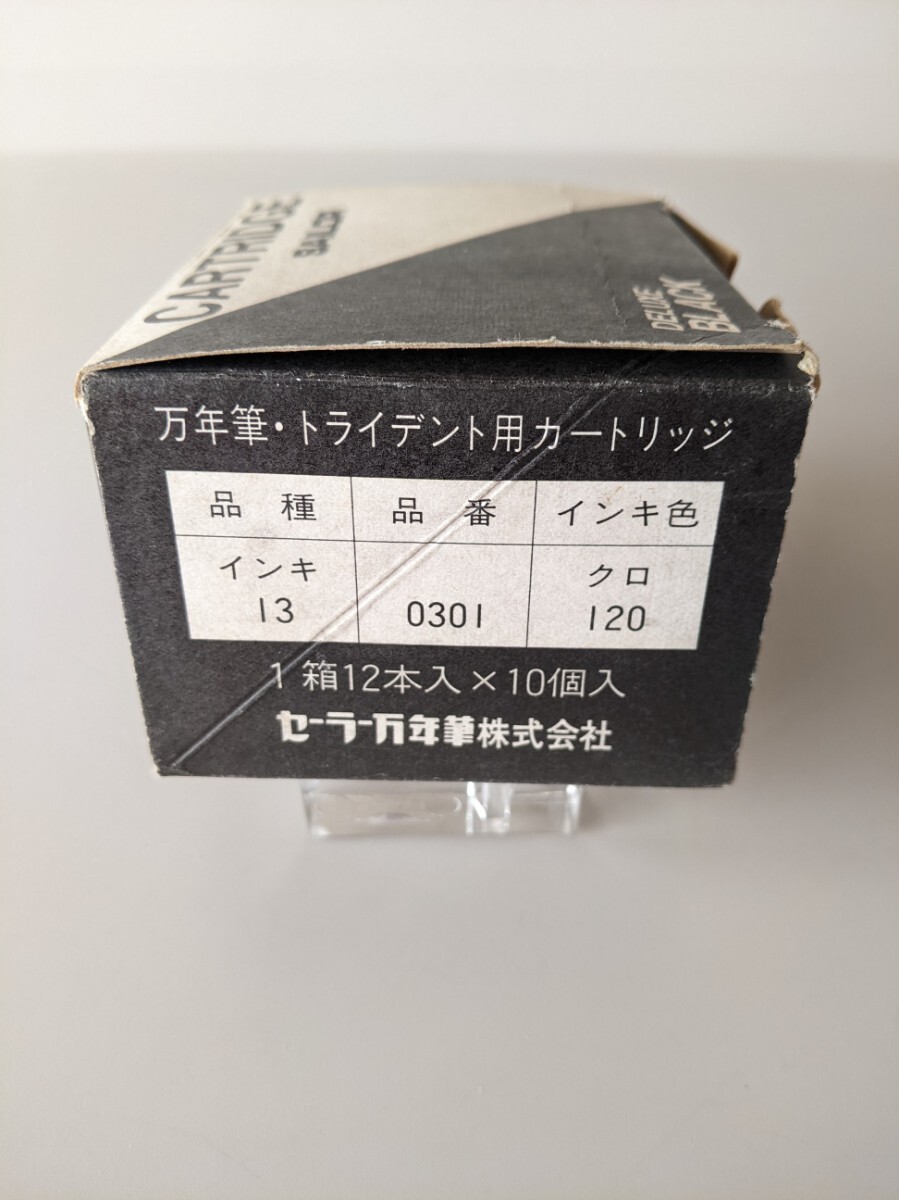 CARTRIDGE
SAILOR
DELUXE
BLACK
万年筆・トライデント用カートリッジ
品種 品番 インキ色
インキ クロ
13 0301 120
1箱12本入×10個入
セーラー万年筆株式会社